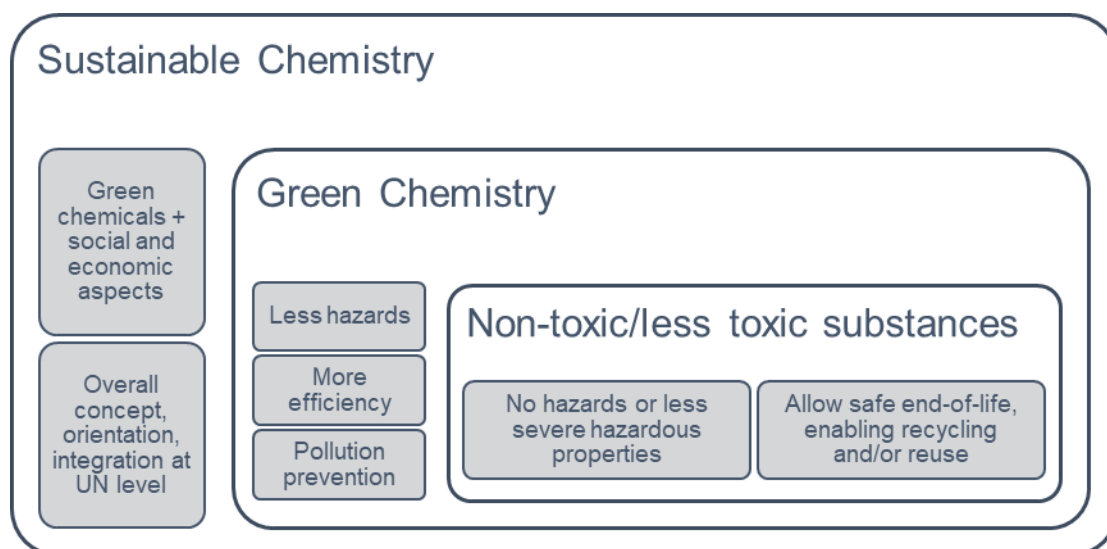 Sustainable Chemistry
Green
chemicals +
social and
economic
aspects
Overall
concept,
orientation,
integration at
UN level
Green Chemistry
Less hazards
More
efficiency
Pollution
prevention
Non-toxic/less toxic substances
No hazards or less
severe hazardous
properties
Allow safe end-of-life,
enabling recycling
and/or reuse